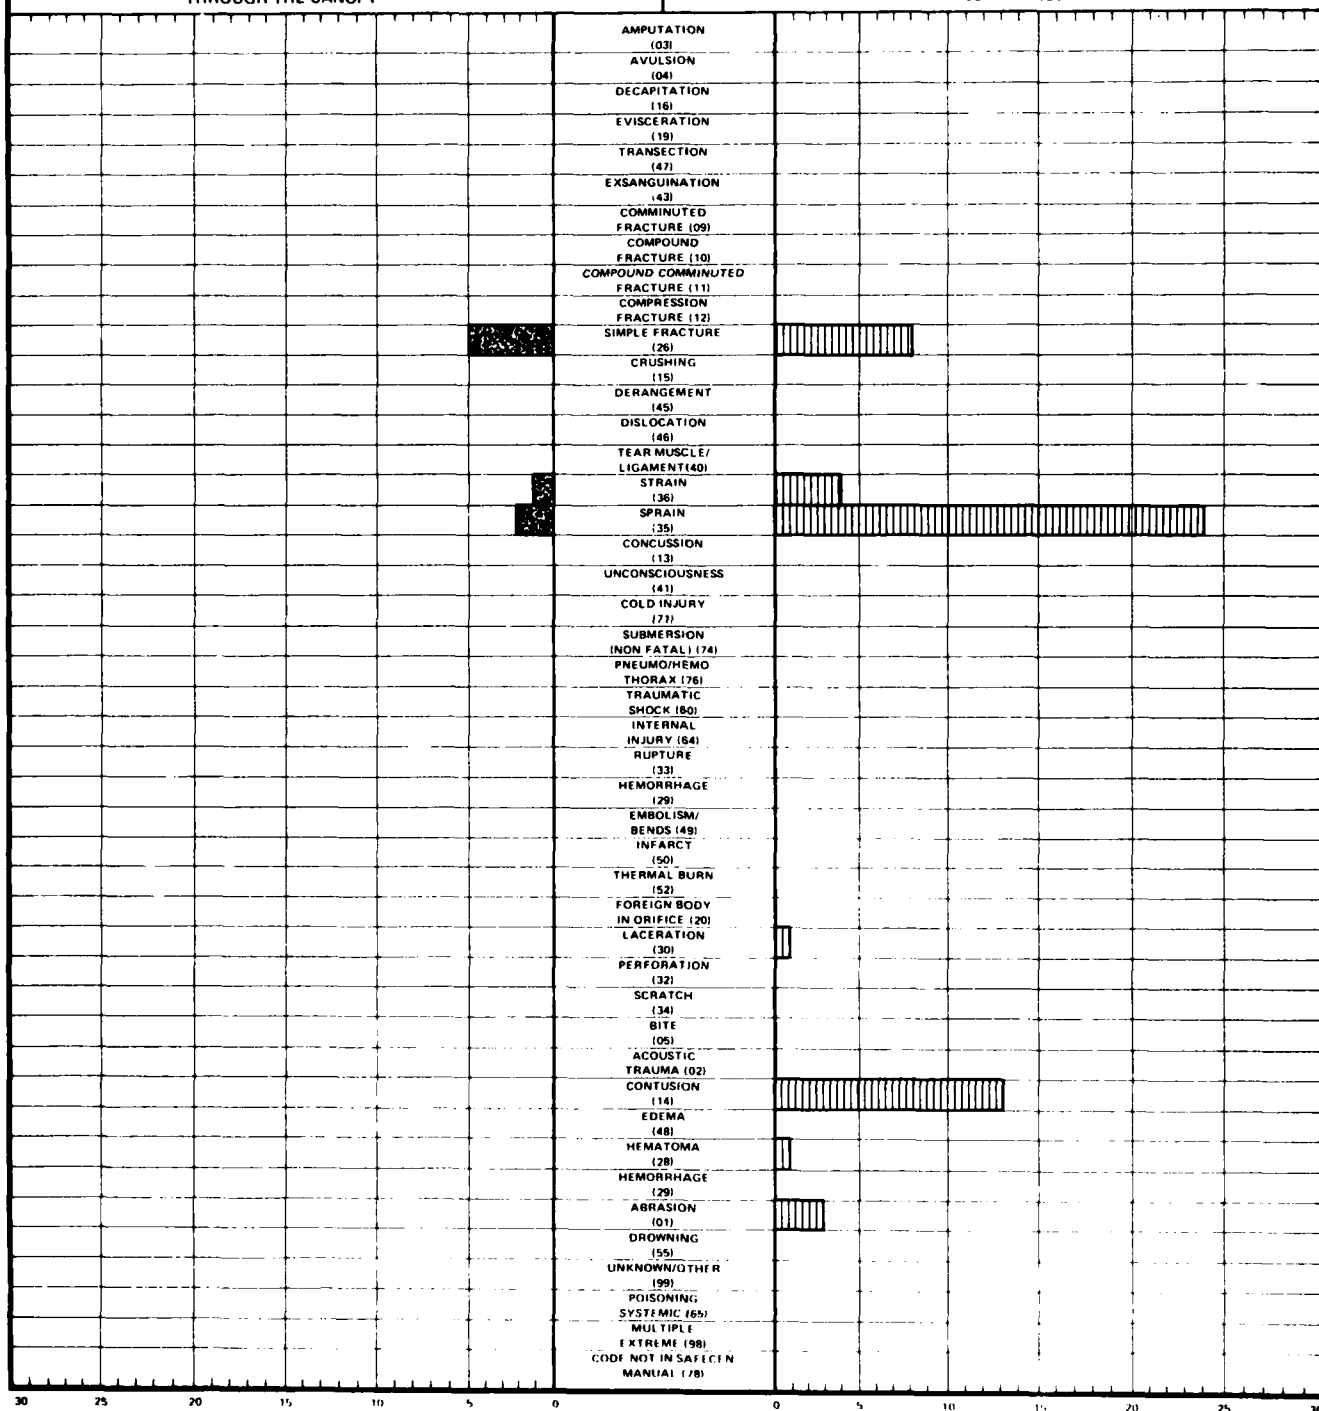 THROUGH THE CANOPY
AMPUTATION
(03)
AVULSION
(04)
DECAPITATION
(16)
EVISCERATION
(19)
TRANSECTION
(47)
EXSANGUINATION
(43)
COMMINUTED
FRACTURE (09)
COMPOUND
FRACTURE (10)
COMPOUND COMMINUTED
FRACTURE (11)
COMPRESSION
FRACTURE (12)
SIMPLE FRACTURE
(26)
CRUSHING
(15)
DERANGEMENT
(45)
DISLOCATION
(46)
TEAR MUSCLE/
LIGAMENT(40)
STRAIN
(36)
SPRAIN
(35)
CONCUSSION
(13)
UNCONSCIOUSNESS
(41)
COLD INJURY
(71)
SUBMERSION
(NON FATAL) (74)
PNEUMO/HEMO
THORAX (76)
TRAUMATIC
SHOCK (60)
INTERNAL
INJURY (64)
RUPTURE
(33)
HEMORRHAGE
(29)
EMBOLISM/
BENDS (49)
INFARCT
(50)
THERMAL BURN
(52)
FOREIGN BODY
IN ORIFICE (20)
LACERATION
(30)
PERFORATION
(32)
SCRATCH
(34)
BITE
(05)
ACOUSTIC
TRAUMA (02)
CONTUSION
(14)
EDEMA
(48)
HEMATOMA
(28)
HEMORRHAGE
(29)
ABRASION
(01)
DROWNING
(55)
UNKNOWN/OTHER
(99)
POISONING
SYSTEMIC (65)
MULTIPLE
EXTREME (98)
CODE NOT IN SAFECEN
MANUAL (78)
30 25 20 15 10 5 0 0 5 10 15 20 25 30